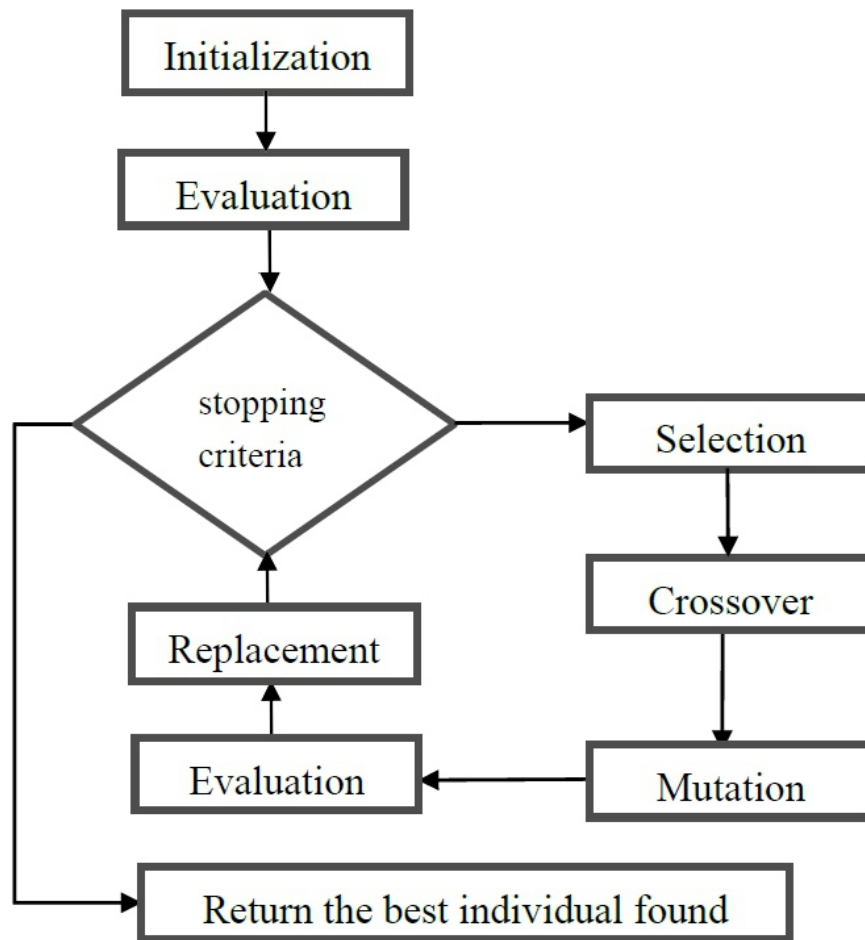 Initialization
Evaluation
stopping
criteria
Selection
Crossover
Mutation
Evaluation
Replacement
Return the best individual found